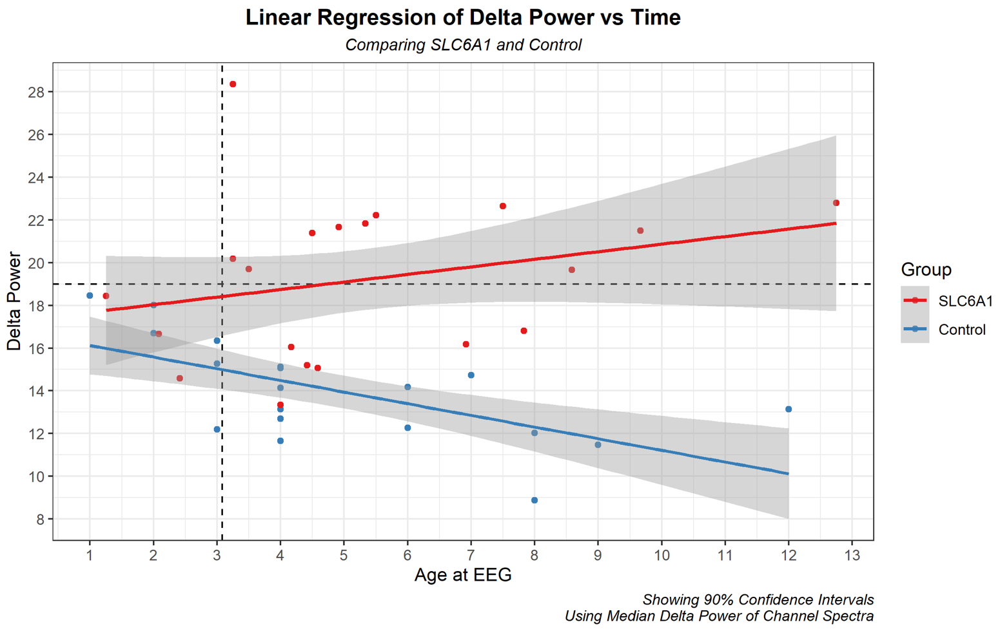 Linear Regression of Delta Power vs Time
Comparing SLC6A1 and Control
Delta Power
28
26
24
22
20
18
16
14
12
10
8
1 2 3 4 5 6 7 8 9 10 11 12 13
Age at EEG
Group
SLC6A1
Control
Showing 90% Confidence Intervals
Using Median Delta Power of Channel Spectra